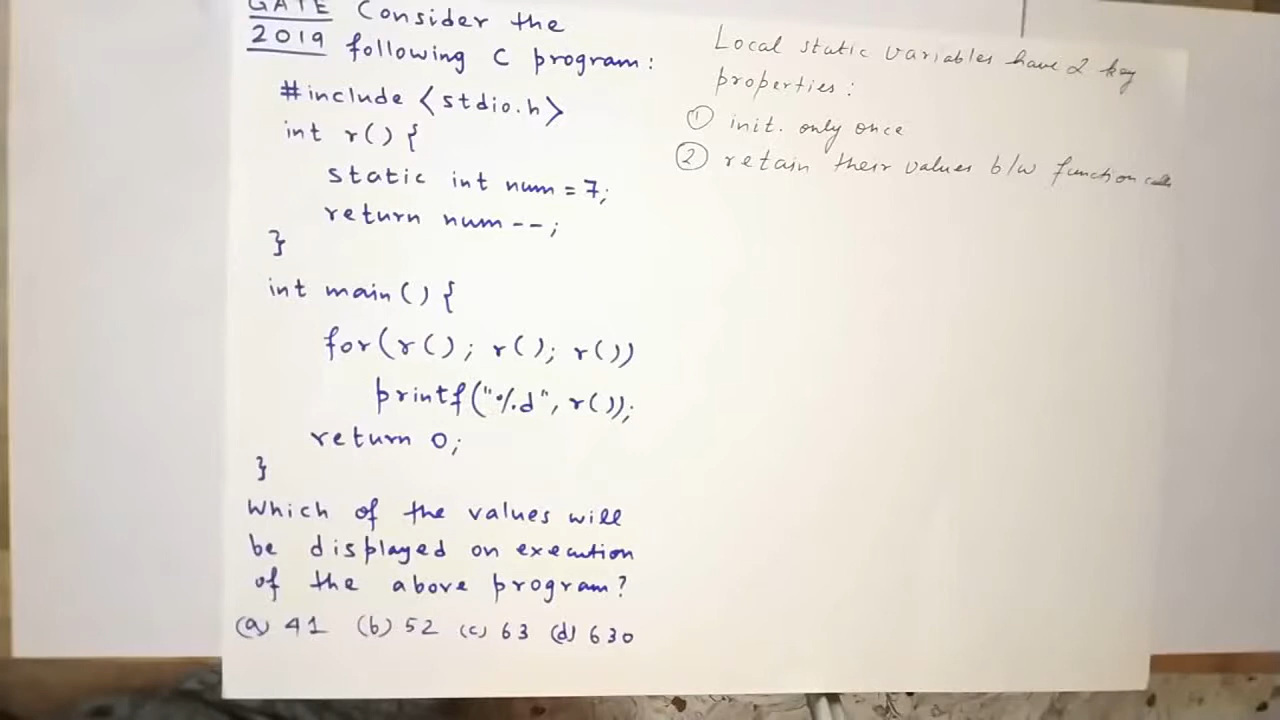 GATE Consider the
2019 following C program:
#include <stdio.h>
int r() {
static int num = 7;
return num --;
}
int main() {
for(r(); r(); r())
printf("%d", r());
return 0;
}
Which of the values will
be displayed on execution
of the above program?
(a) 41 (b) 52 (c) 63 (d) 630
Local static variables have 2 key
properties:
① init. only once
② retain their values b/w function calls